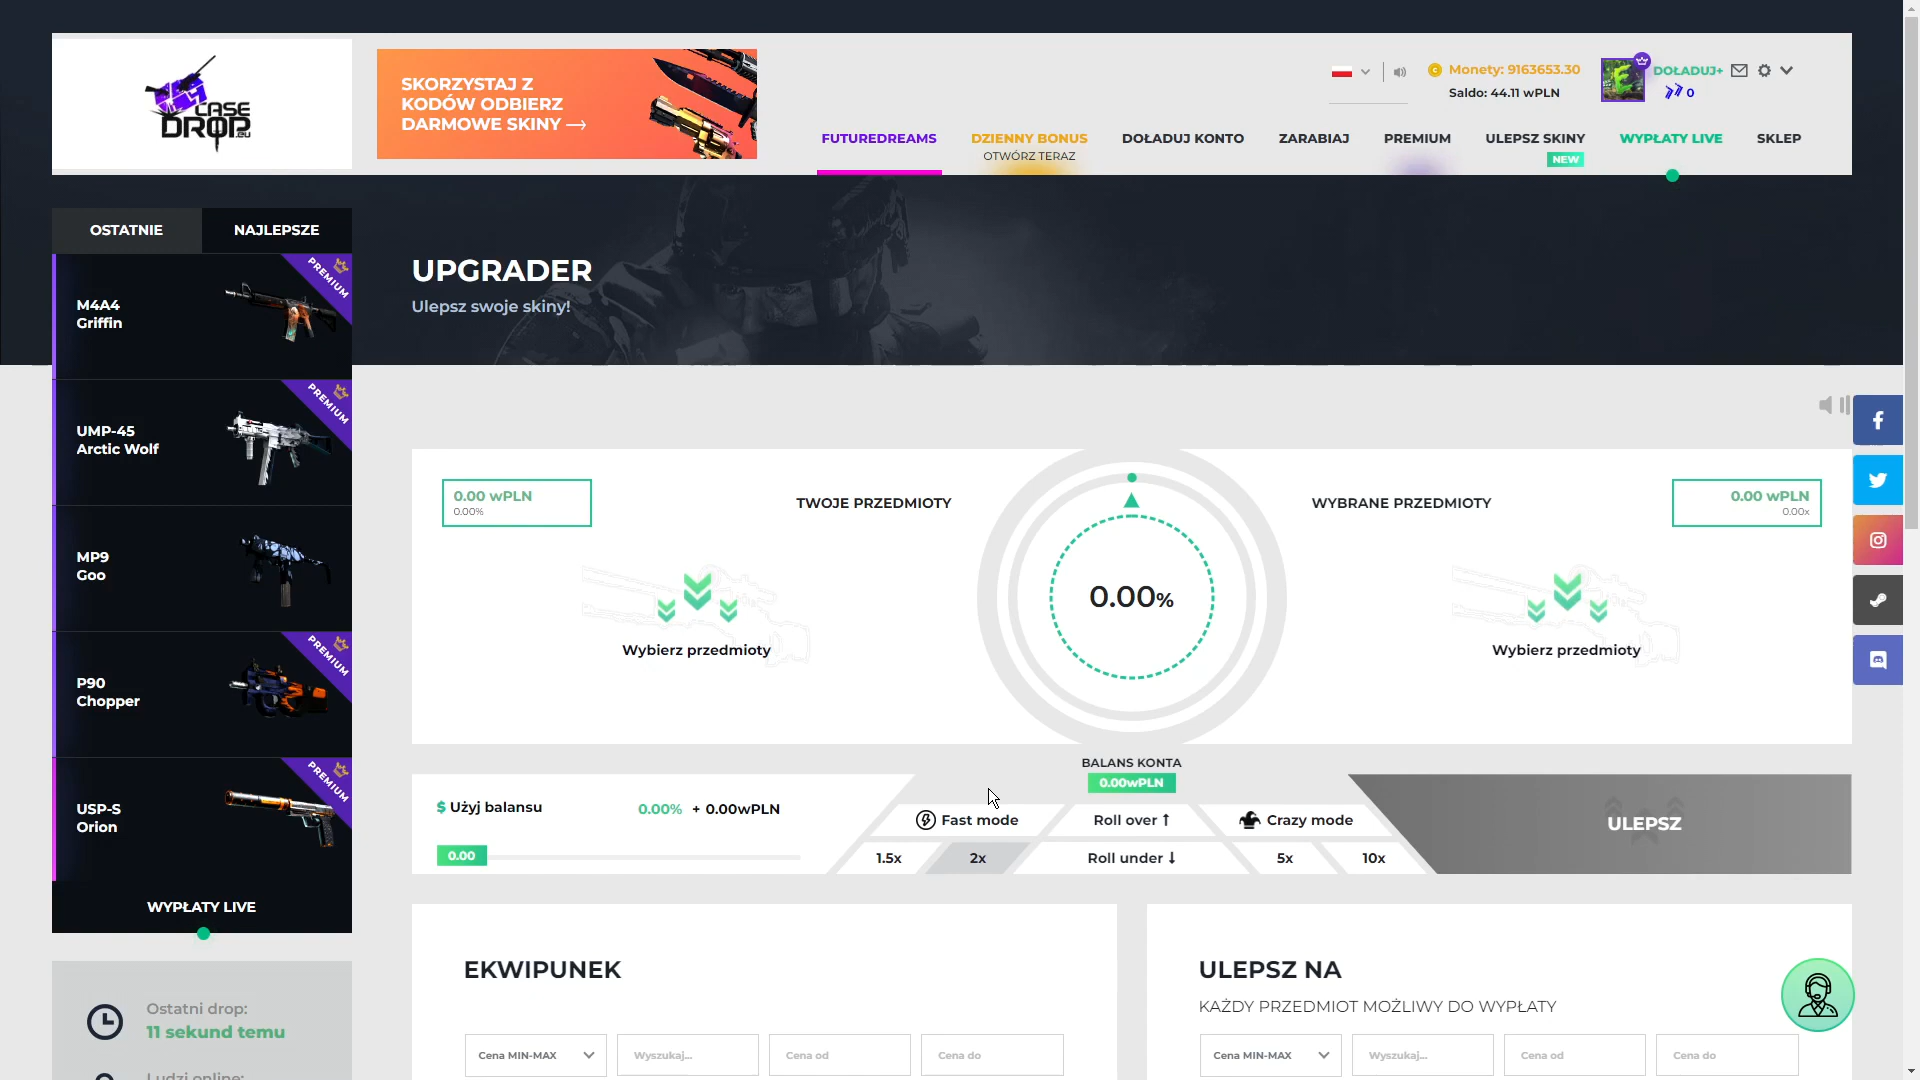 CASE
DROP.eu
SKORZYSTAJ Z
KODÓW ODBIERZ
DARMOWE SKINY →
Monety: 9163653.30
Saldo: 44.11 wPLN
DOŁADUJ+
0
FUTUREDREAMS
DZIENNY BONUS
OTWÓRZ TERAZ
DOŁADUJ KONTO
ZARABIAJ
PREMIUM
ULEPSZ SKINY
NEW
WYPŁATY LIVE
SKLEP
OSTATNIE
NAJLEPSZE
PREMIUM
M4A4
Griffin
PREMIUM
UMP-45
Arctic Wolf
MP9
Goo
PREMIUM
P90
Chopper
PREMIUM
USP-S
Orion
WYPŁATY LIVE
Ostatni drop:
11 sekund temu
Ludzi online:
UPGRADER
Ulepsz swoje skiny!
0.00 wPLN
0.00%
TWOJE PRZEDMIOTY
Wybierz przedmioty
0.00%
WYBRANE PRZEDMIOTY
0.00 wPLN
0.00x
Wybierz przedmioty
BALANS KONTA
0.00wPLN
$ Użyj balansu
0.00% + 0.00wPLN
0.00
Fast mode
Roll over ↑
Crazy mode
1.5x
2x
Roll under ↓
5x
10x
ULEPSZ
EKWIPUNEK
Cena MIN-MAX
Wyszukaj...
Cena od
Cena do
ULEPSZ NA
KAŻDY PRZEDMIOT MOŻLIWY DO WYPŁATY
Cena MIN-MAX
Wyszukaj...
Cena od
Cena do